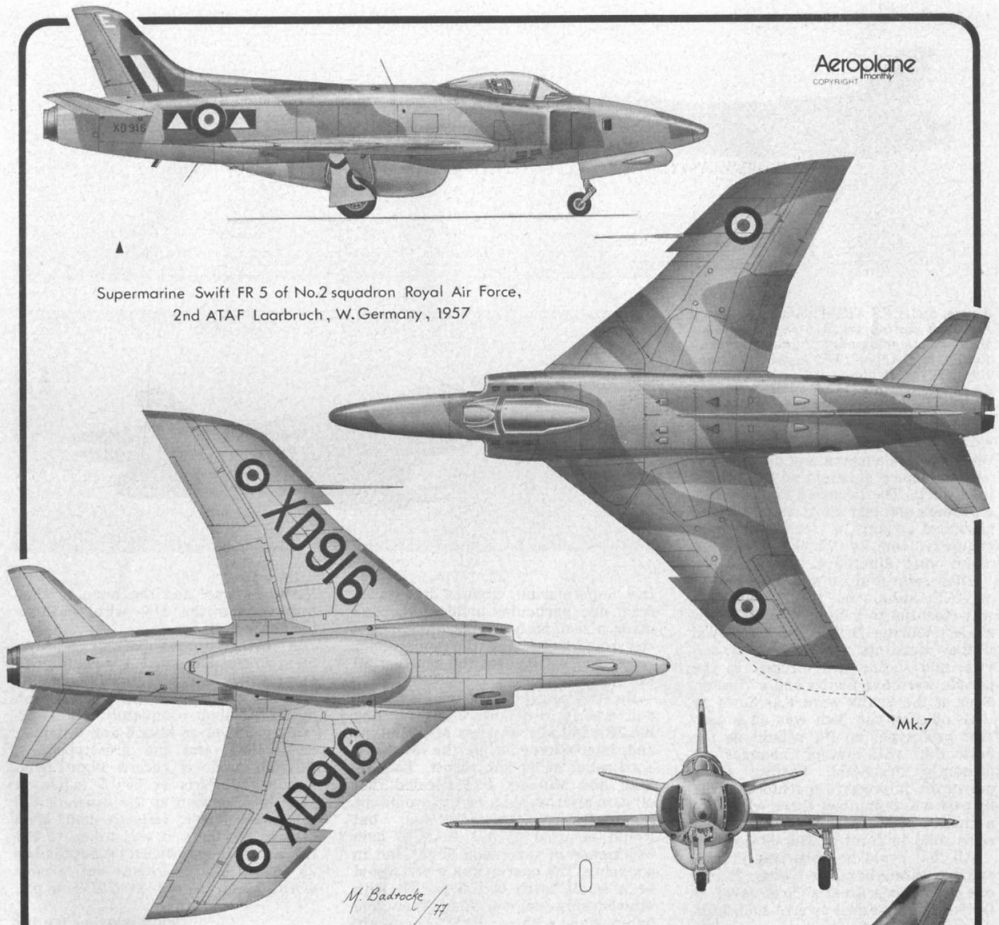 E
Aeroplane
monthly
COPYRIGHT
XD916
Supermarine Swift FR 5 of No.2 squadron Royal Air Force,
2nd ATAF Laarbruch, W. Germany, 1957
XD916
XD916
Mk.7
M. Badrocke /77